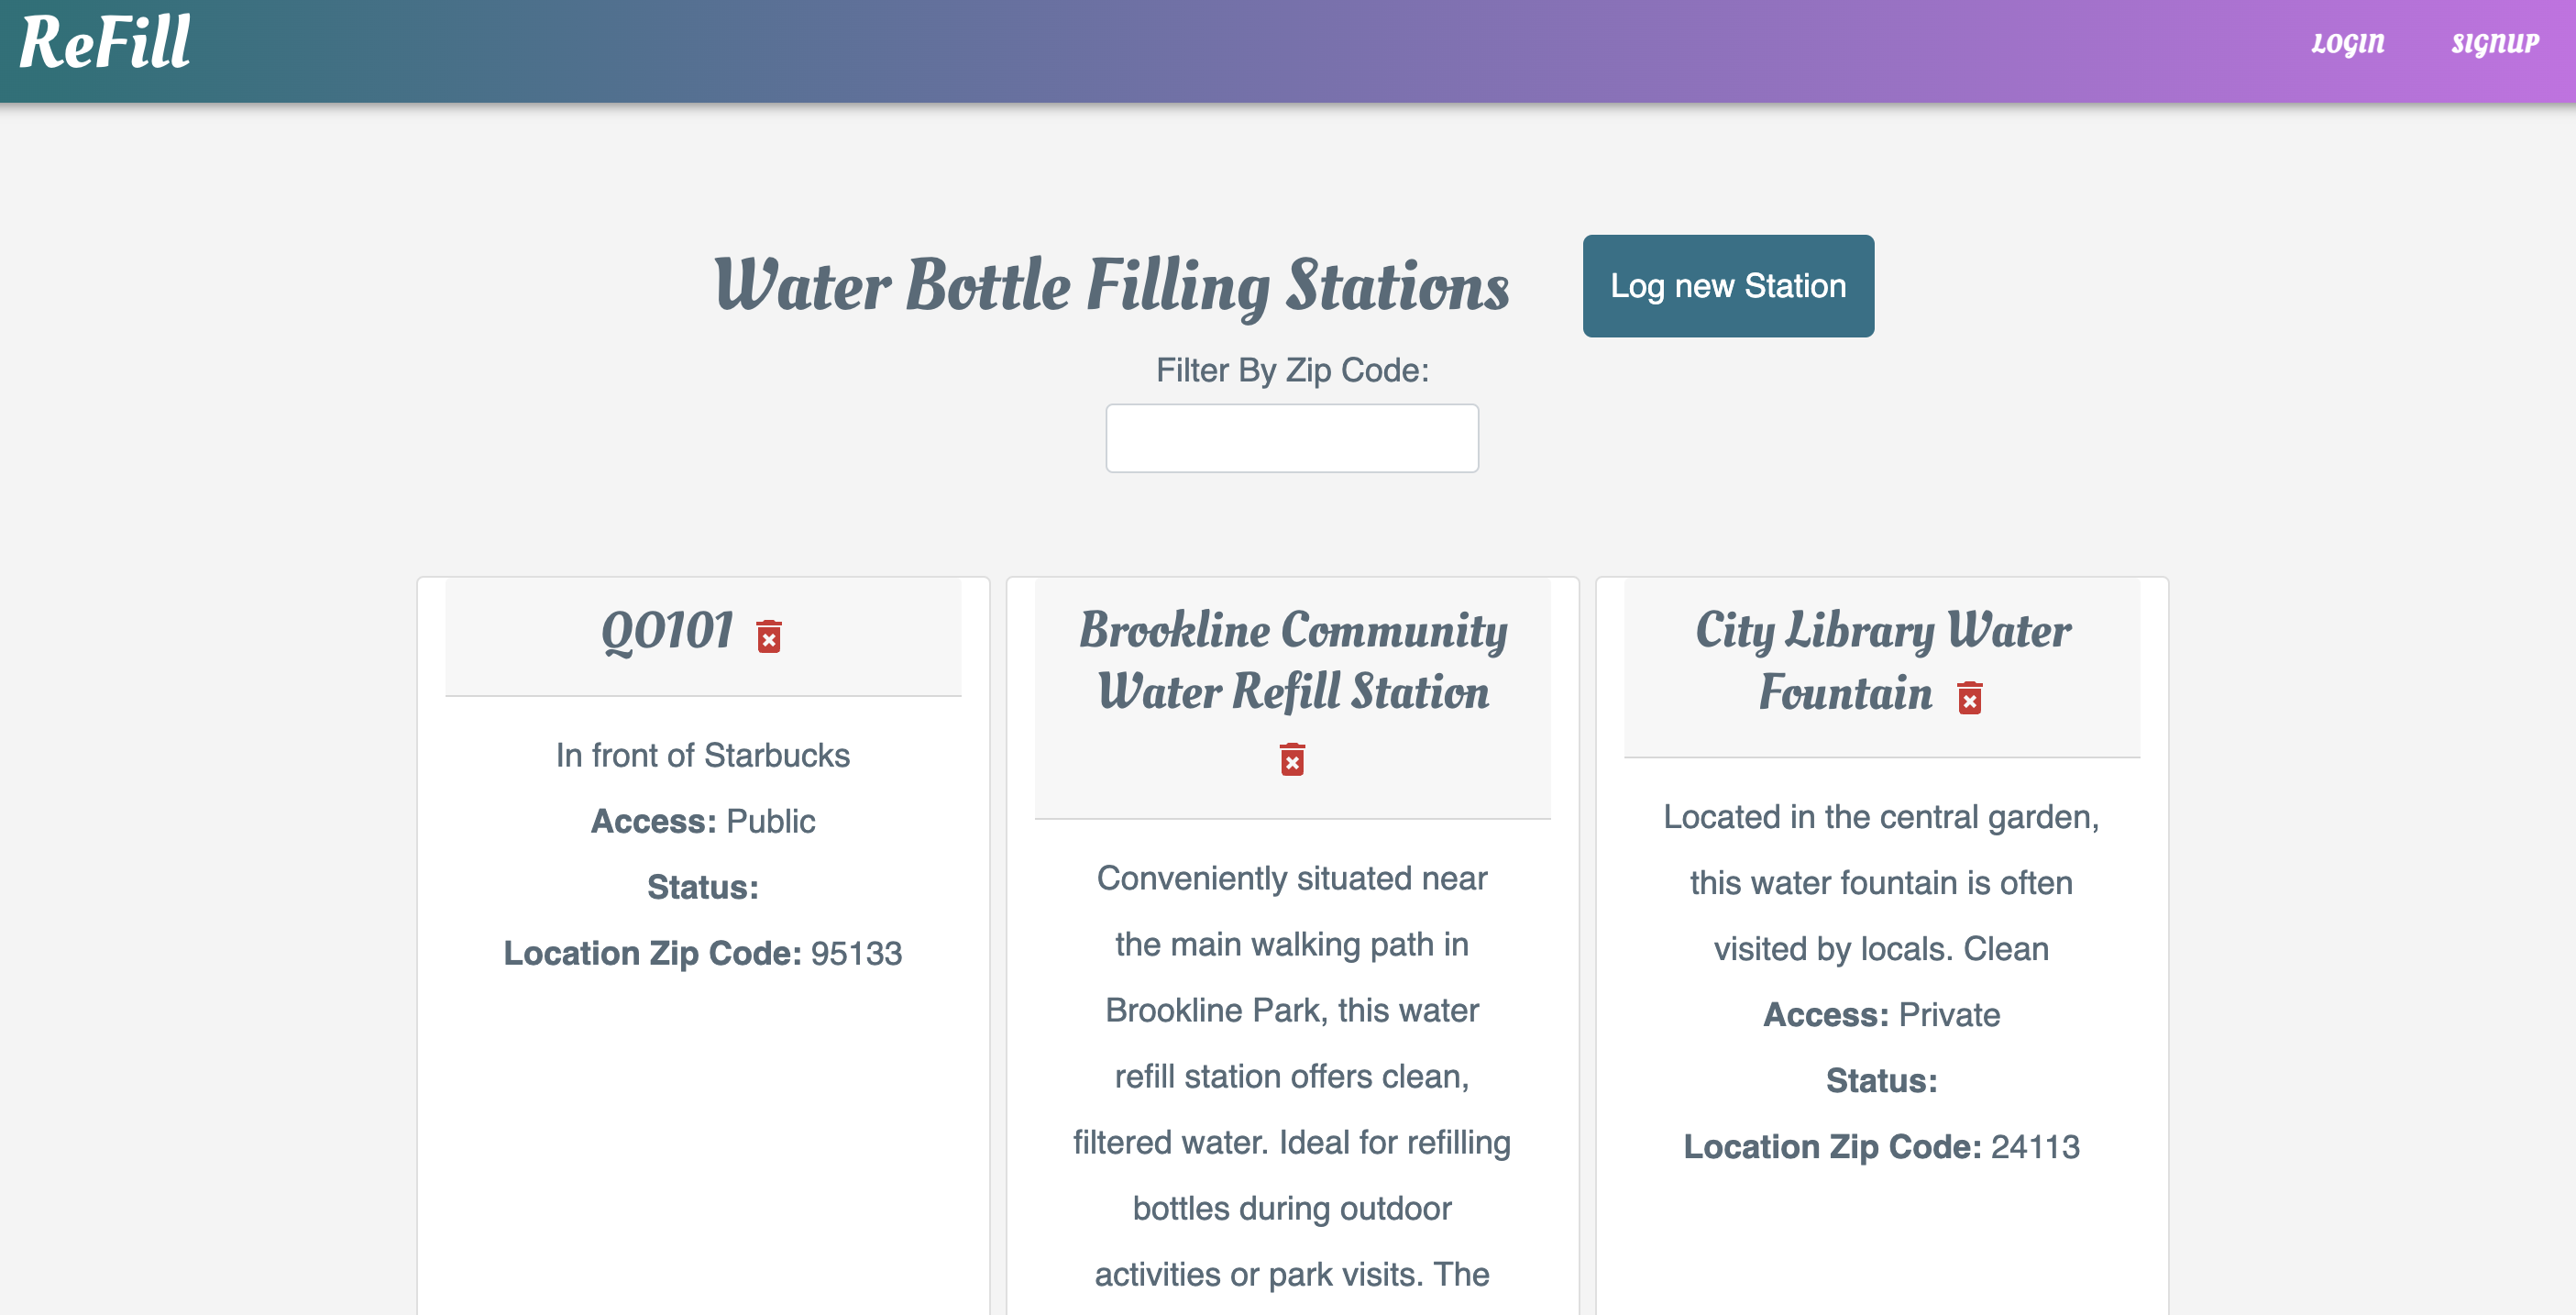 ReFill
LOGIN
SIGNUP
Water Bottle Filling Stations
Log new Station
Filter By Zip Code:
QO101
In front of Starbucks
Access: Public
Status:
Location Zip Code: 95133
Brookline Community
Water Refill Station
Conveniently situated near
the main walking path in
Brookline Park, this water
refill station offers clean,
filtered water. Ideal for refilling
bottles during outdoor
activities or park visits. The
City Library Water
Fountain
Located in the central garden,
this water fountain is often
visited by locals. Clean
Access: Private
Status:
Location Zip Code: 24113